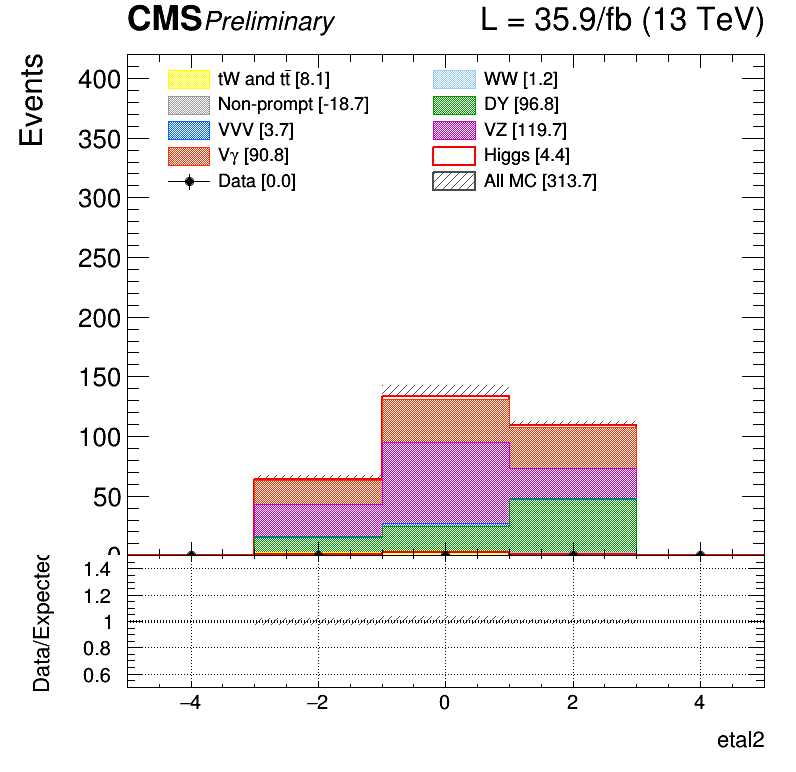 CMS Preliminary L = 35.9/fb (13 TeV)
Events
400
350
300
250
200
150
100
50
0
tW and tt̄ [8.1]
Non-prompt [-18.7]
VVV [3.7]
Vγ [90.8]
Data [0.0]
WW [1.2]
DY [96.8]
VZ [119.7]
Higgs [4.4]
All MC [313.7]
Data/Expected
1.4
1.2
1
0.8
0.6
−4 −2 0 2 4
etal2